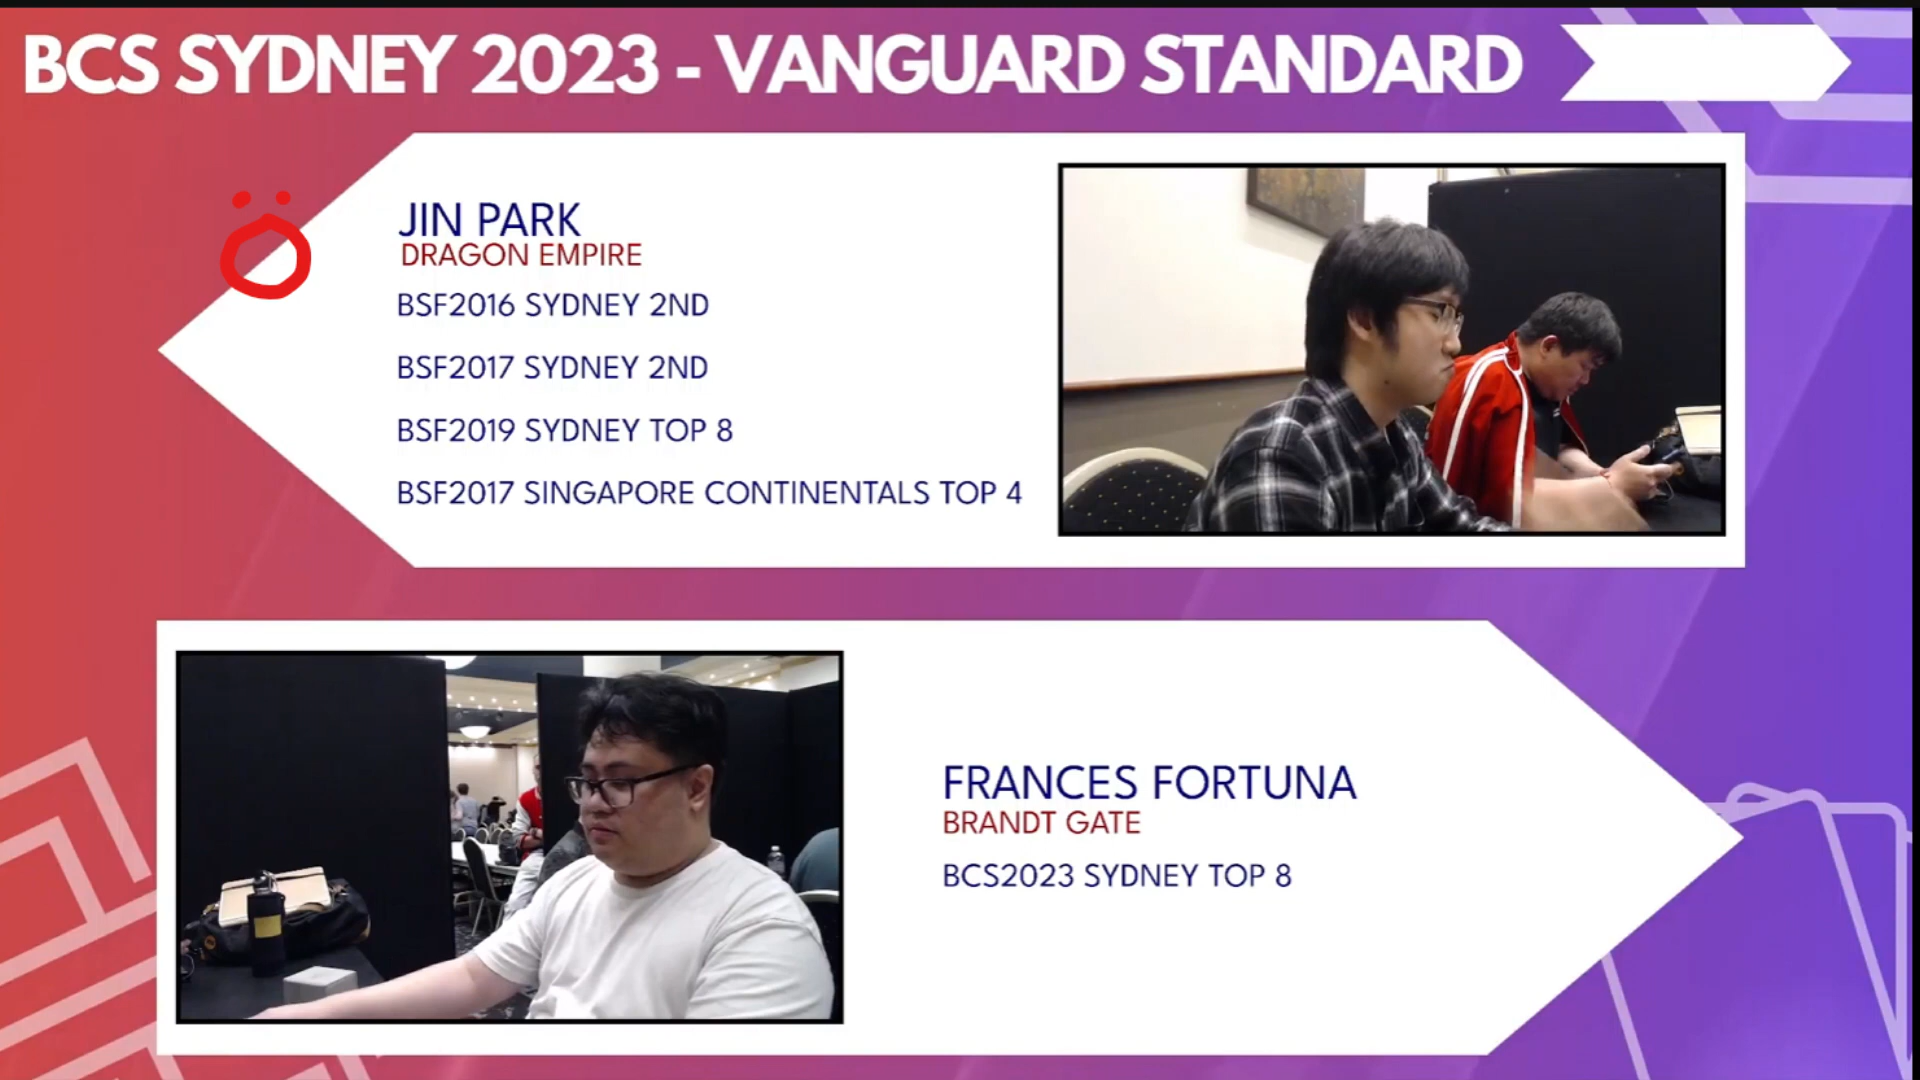 BCS SYDNEY 2023 - VANGUARD STANDARD
Ö
JIN PARK
DRAGON EMPIRE
BSF2016 SYDNEY 2ND
BSF2017 SYDNEY 2ND
BSF2019 SYDNEY TOP 8
BSF2017 SINGAPORE CONTINENTALS TOP 4
FRANCES FORTUNA
BRANDT GATE
BCS2023 SYDNEY TOP 8